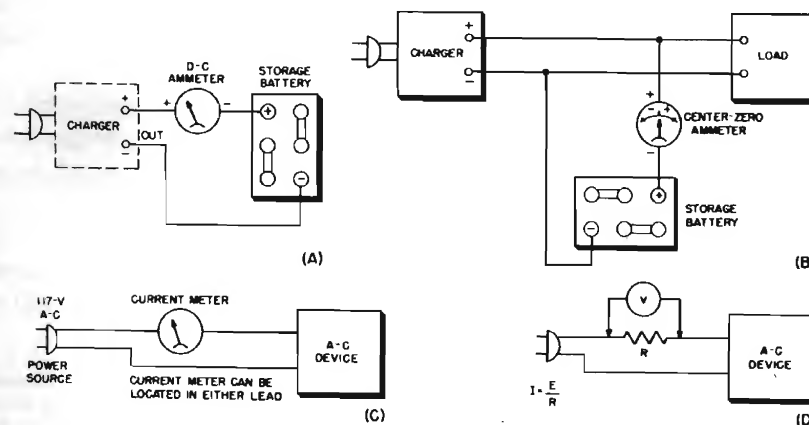 CHARGER
+
−
OUT
D-C
AMMETER
+
−
STORAGE
BATTERY
+
−
(A)
CHARGER
+
−
LOAD
+
− +
CENTER-ZERO
AMMETER
−
+
−
STORAGE
BATTERY
(B)
117-V
A-C
POWER
SOURCE
CURRENT METER
A-C
DEVICE
CURRENT METER CAN BE
LOCATED IN EITHER LEAD
(C)
V
R
I = E/R
A-C
DEVICE
(D)